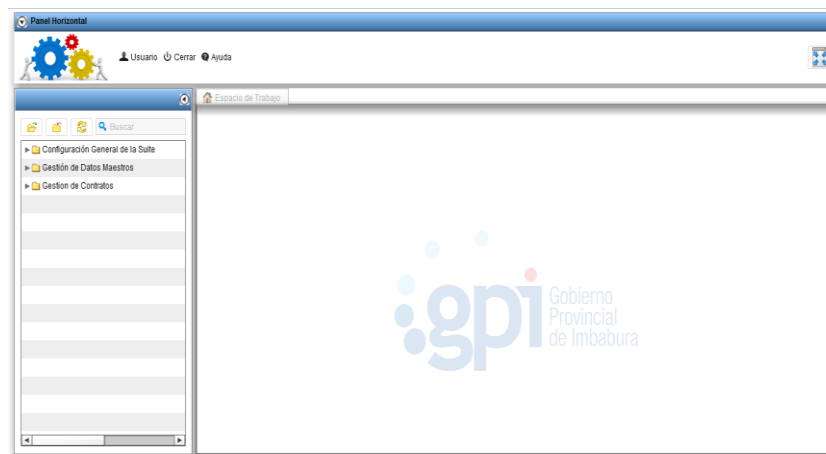 Panel Horizontal
Usuario Cerrar Ayuda
Espacio de Trabajo
Buscar
Configuración General de la Suite
Gestión de Datos Maestros
Gestion de Contratos
gpi
Gobierno
Provincial
de Imbabura